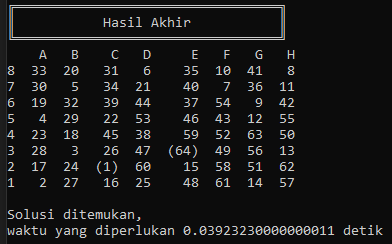 Hasil Akhir
A B C D E F G H
8 33 20 31 6 35 10 41 8
7 30 5 34 21 40 7 36 11
6 19 32 39 44 37 54 9 42
5 4 29 22 53 46 43 12 55
4 23 18 45 38 59 52 63 50
3 28 3 26 47 (64) 49 56 13
2 17 24 (1) 60 15 58 51 62
1 2 27 16 25 48 61 14 57
Solusi ditemukan,
waktu yang diperlukan 0.03923230000000011 detik